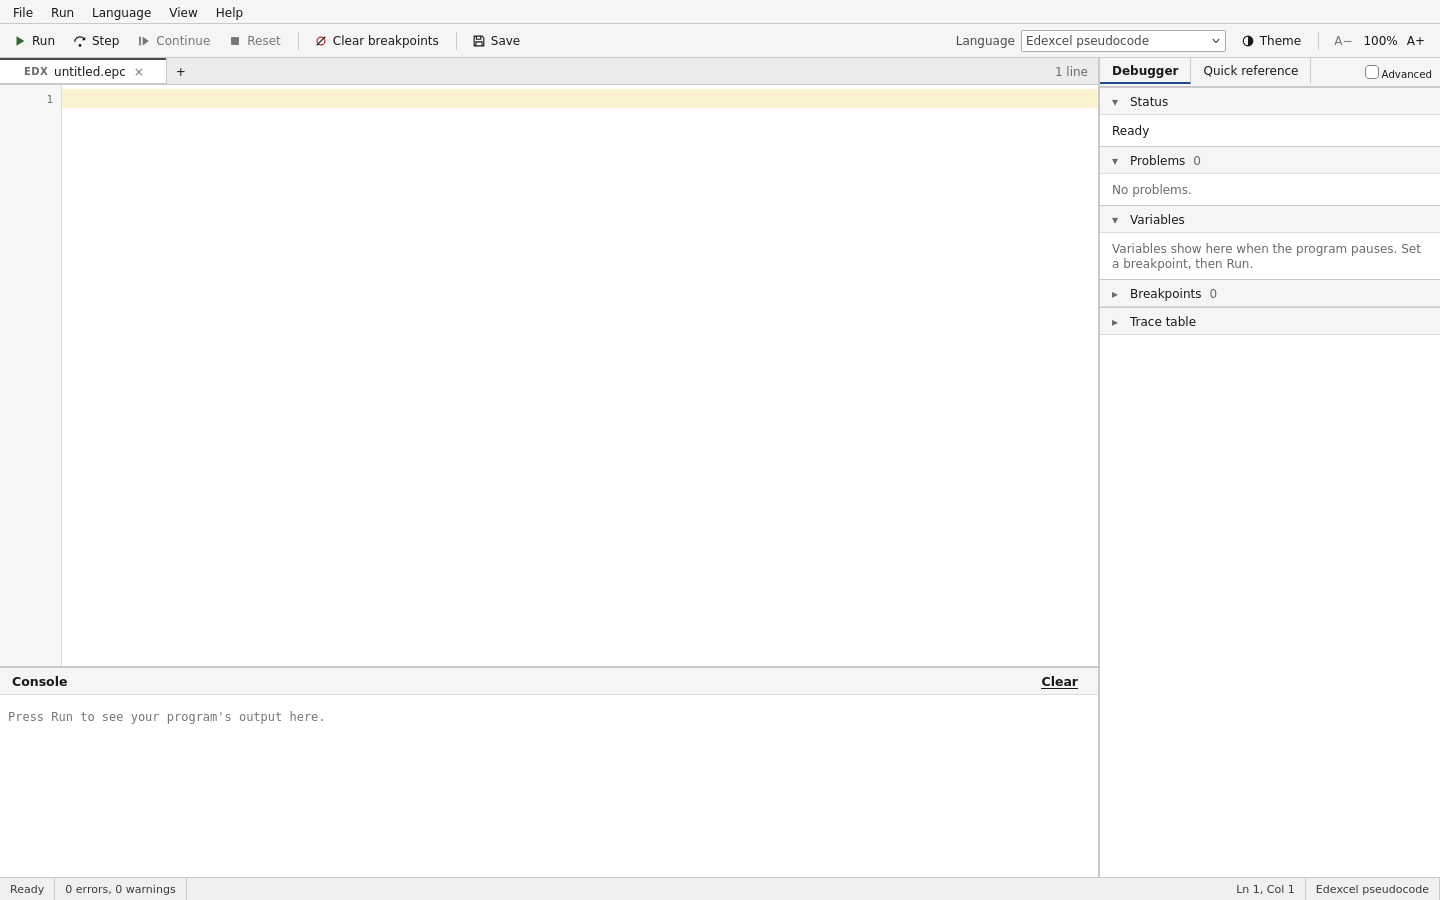 File Run Language View Help
Run Step Continue Reset Clear breakpoints Save Language Edexcel pseudocode Theme A− 100% A+
EDX untitled.epc × + 1 line
Debugger Quick reference Advanced
1
▾ Status
Ready
▾ Problems 0
No problems.
▾ Variables
Variables show here when the program pauses. Set
a breakpoint, then Run.
▸ Breakpoints 0
▸ Trace table
Console Clear
Press Run to see your program's output here.
Ready 0 errors, 0 warnings Ln 1, Col 1 Edexcel pseudocode